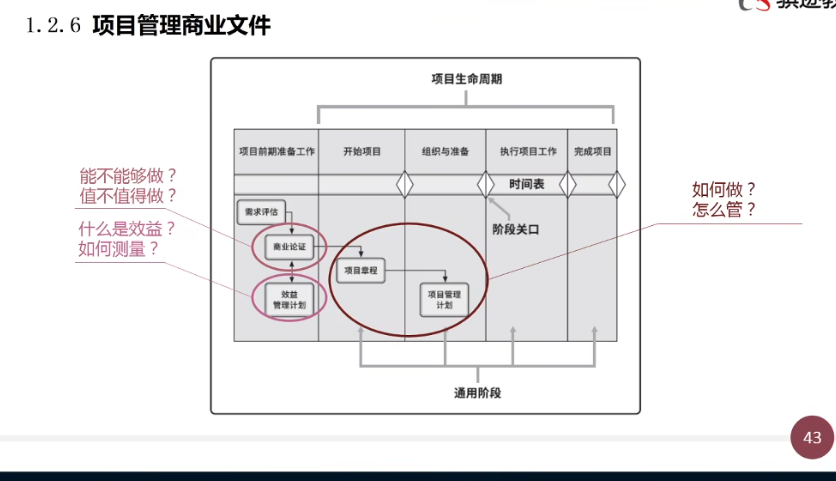 1.2.6 项目管理商业文件
项目生命周期
项目前期准备工作 开始项目 组织与准备 执行项目工作 完成项目
时间表
能不能够做？
值不值得做？
什么是效益？
如何测量？
需求评估
商业论证
效益
管理计划
项目章程
项目管理
计划
阶段关口
如何做？
怎么管？
通用阶段
43